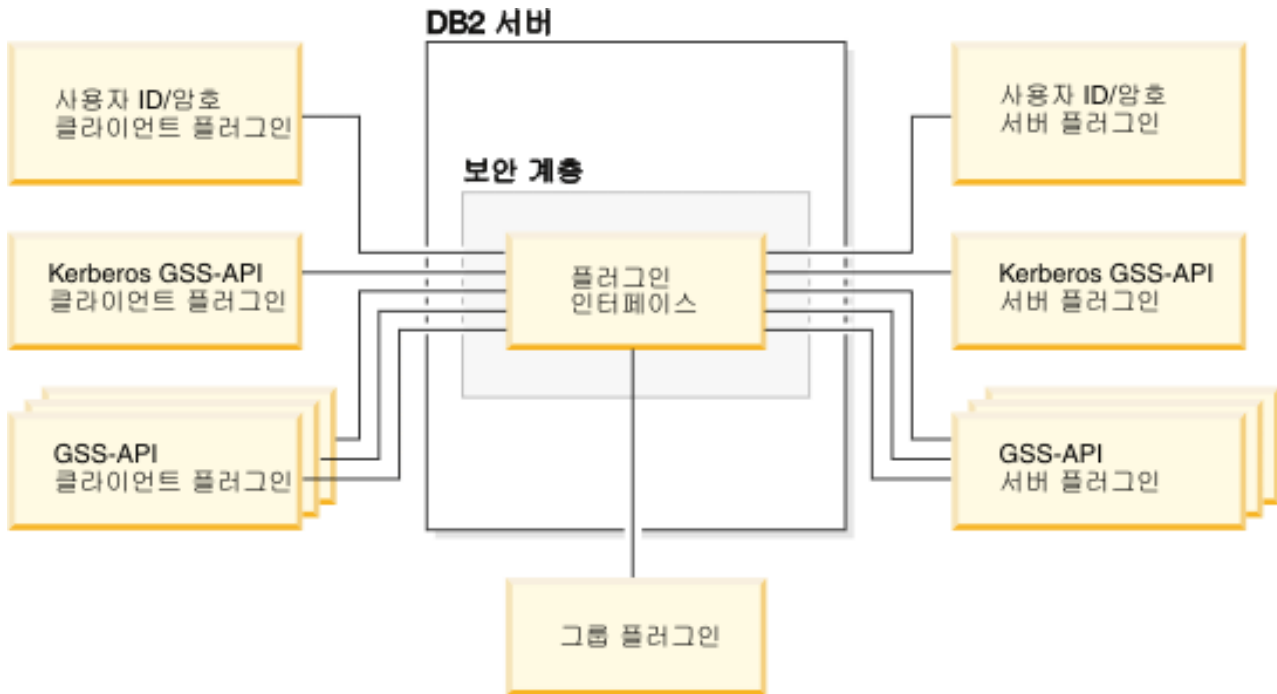 DB2 서버
사용자 ID/암호
클라이언트 플러그인
사용자 ID/암호
서버 플러그인
보안 계층
Kerberos GSS-API
클라이언트 플러그인
플러그인
인터페이스
Kerberos GSS-API
서버 플러그인
GSS-API
클라이언트 플러그인
GSS-API
서버 플러그인
그룹 플러그인